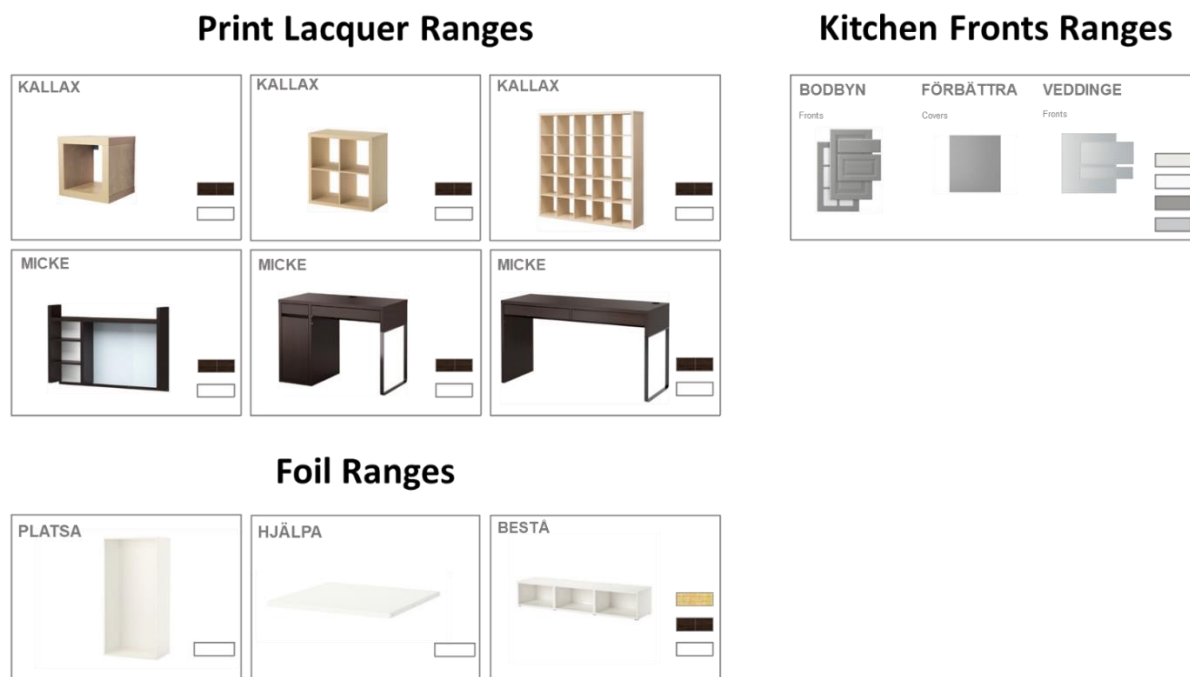 Print Lacquer Ranges
Kitchen Fronts Ranges
KALLAX
KALLAX
KALLAX
BODBYN
FÖRBÄTTRA
VEDDINGE
Fronts
Covers
Fronts
MICKE
MICKE
MICKE
Foil Ranges
PLATSA
HJÄLPA
BESTÅ